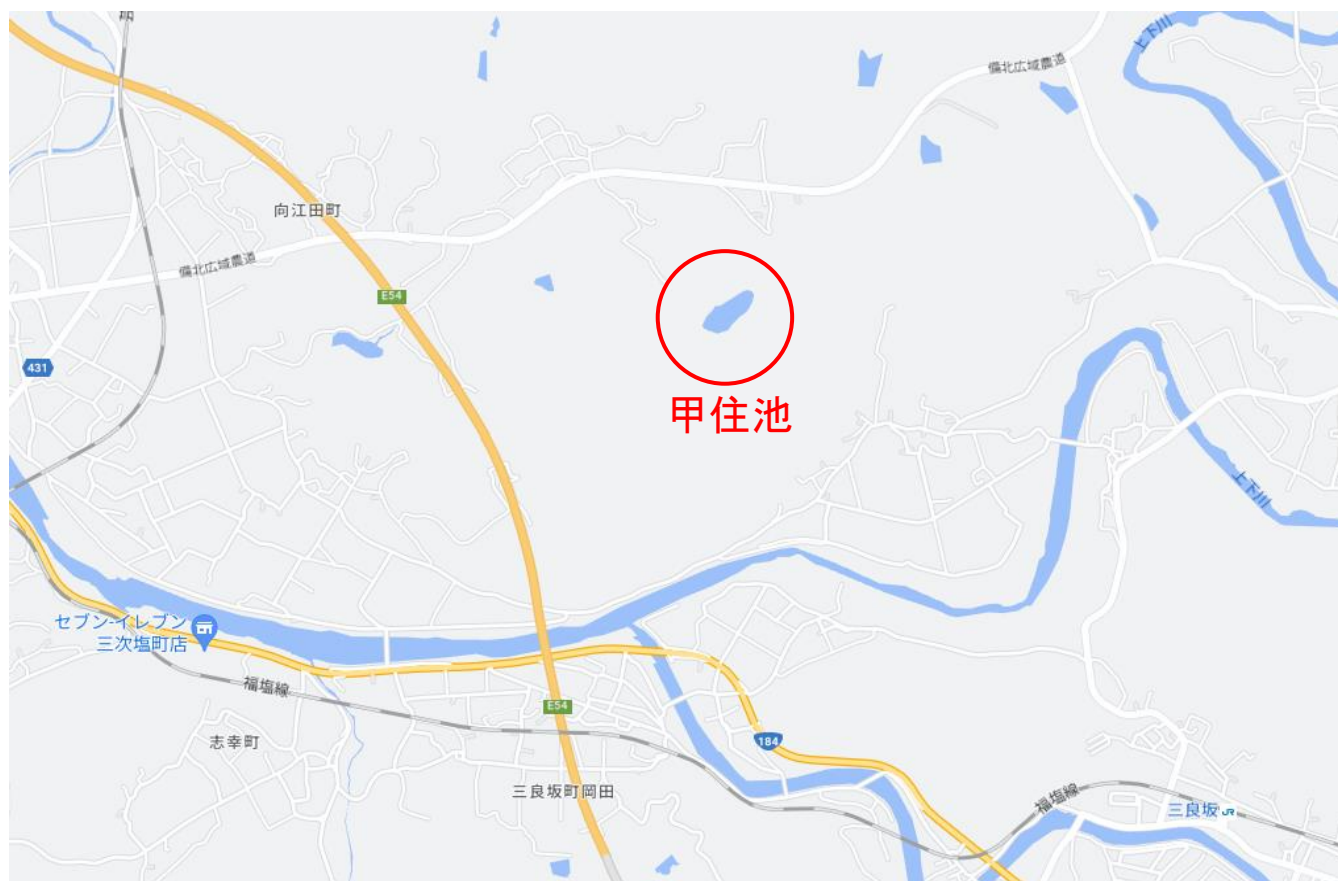 上下川
備北広域農道
向江田町
備北広域農道
E54
431
甲住池
上下川
セブン-イレブン
三次塩町店
福塩線
E54
志幸町
184
三良坂町岡田
福塩線
三良坂 JR